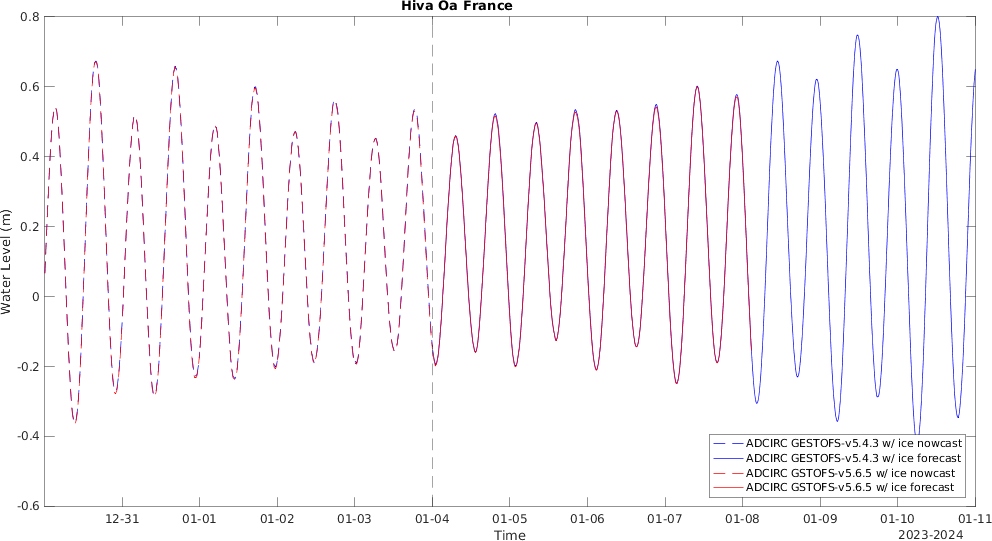 Hiva Oa France
0.8
0.6
0.4
0.2
0
-0.2
-0.4
-0.6
Water Level (m)
ADCIRC GESTOFS-v5.4.3 w/ ice nowcast
ADCIRC GESTOFS-v5.4.3 w/ ice forecast
ADCIRC GSTOFS-v5.6.5 w/ ice nowcast
ADCIRC GSTOFS-v5.6.5 w/ ice forecast
12-31 01-01 01-02 01-03 01-04 01-05 01-06 01-07 01-08 01-09 01-10 01-11
Time
2023-2024